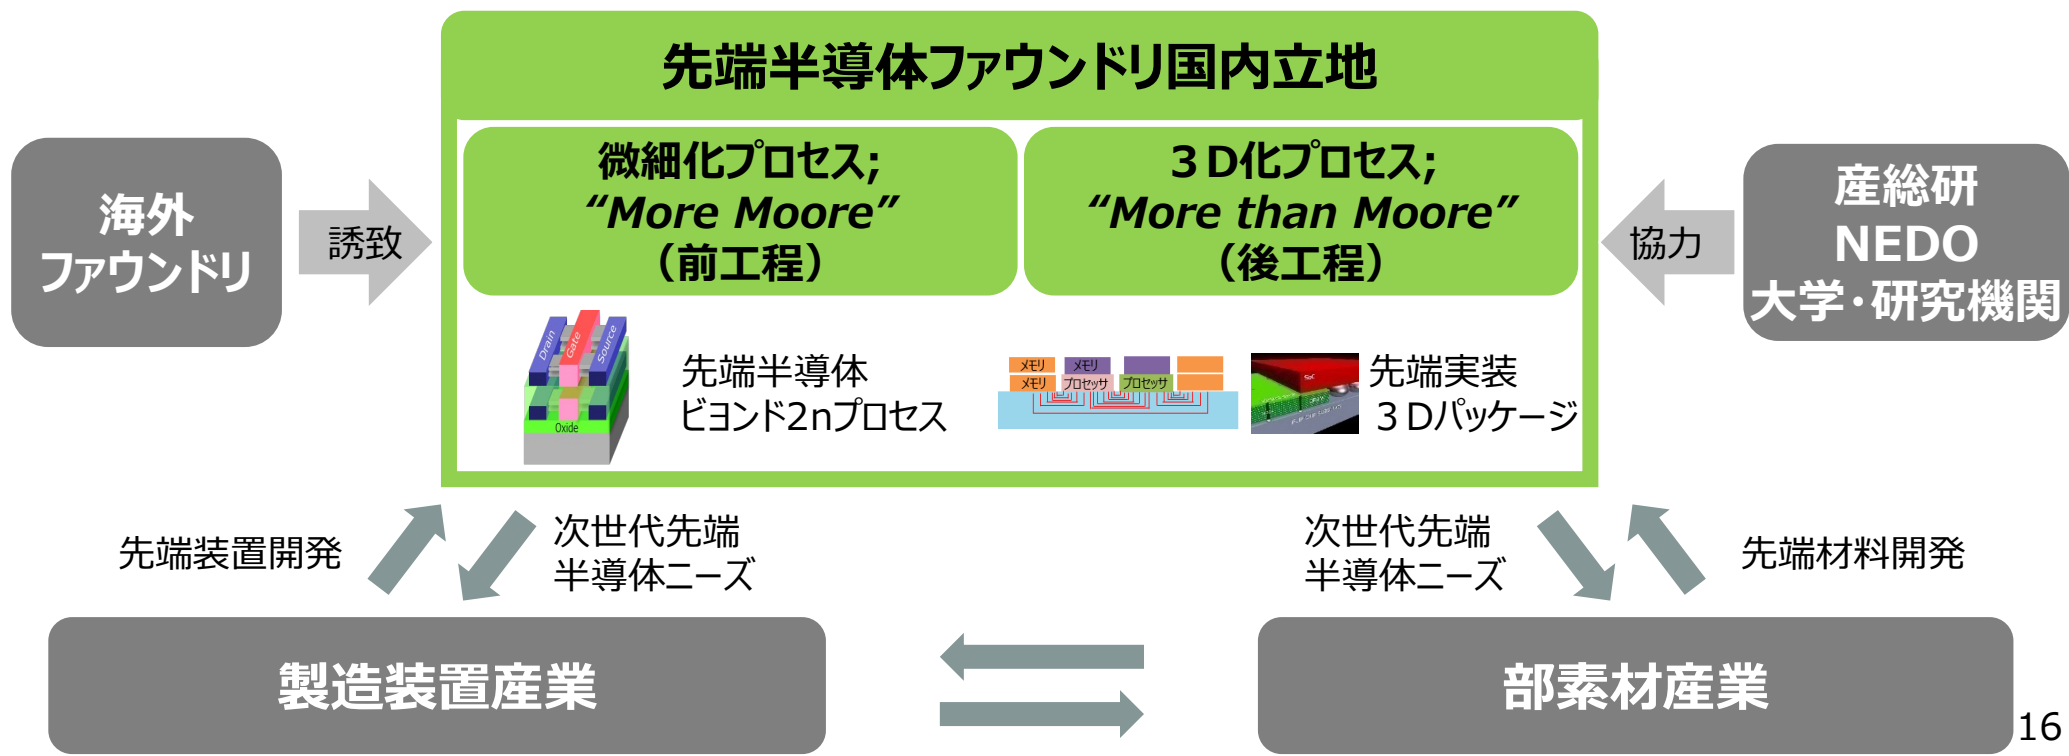 先端半導体ファウンドリ国内立地
海外
ファウンドリ
誘致
微細化プロセス;
“More Moore”
（前工程）
３D化プロセス;
“More than Moore”
（後工程）
協力
産総研
NEDO
大学・研究機関
Drain
Gate
Source
Oxide
先端半導体
ビヨンド2nプロセス
メモリ
メモリ
メモリ
プロセッサ
プロセッサ
SoC
先端実装
３Dパッケージ
先端装置開発
次世代先端
半導体ニーズ
次世代先端
半導体ニーズ
先端材料開発
製造装置産業
部素材産業
16